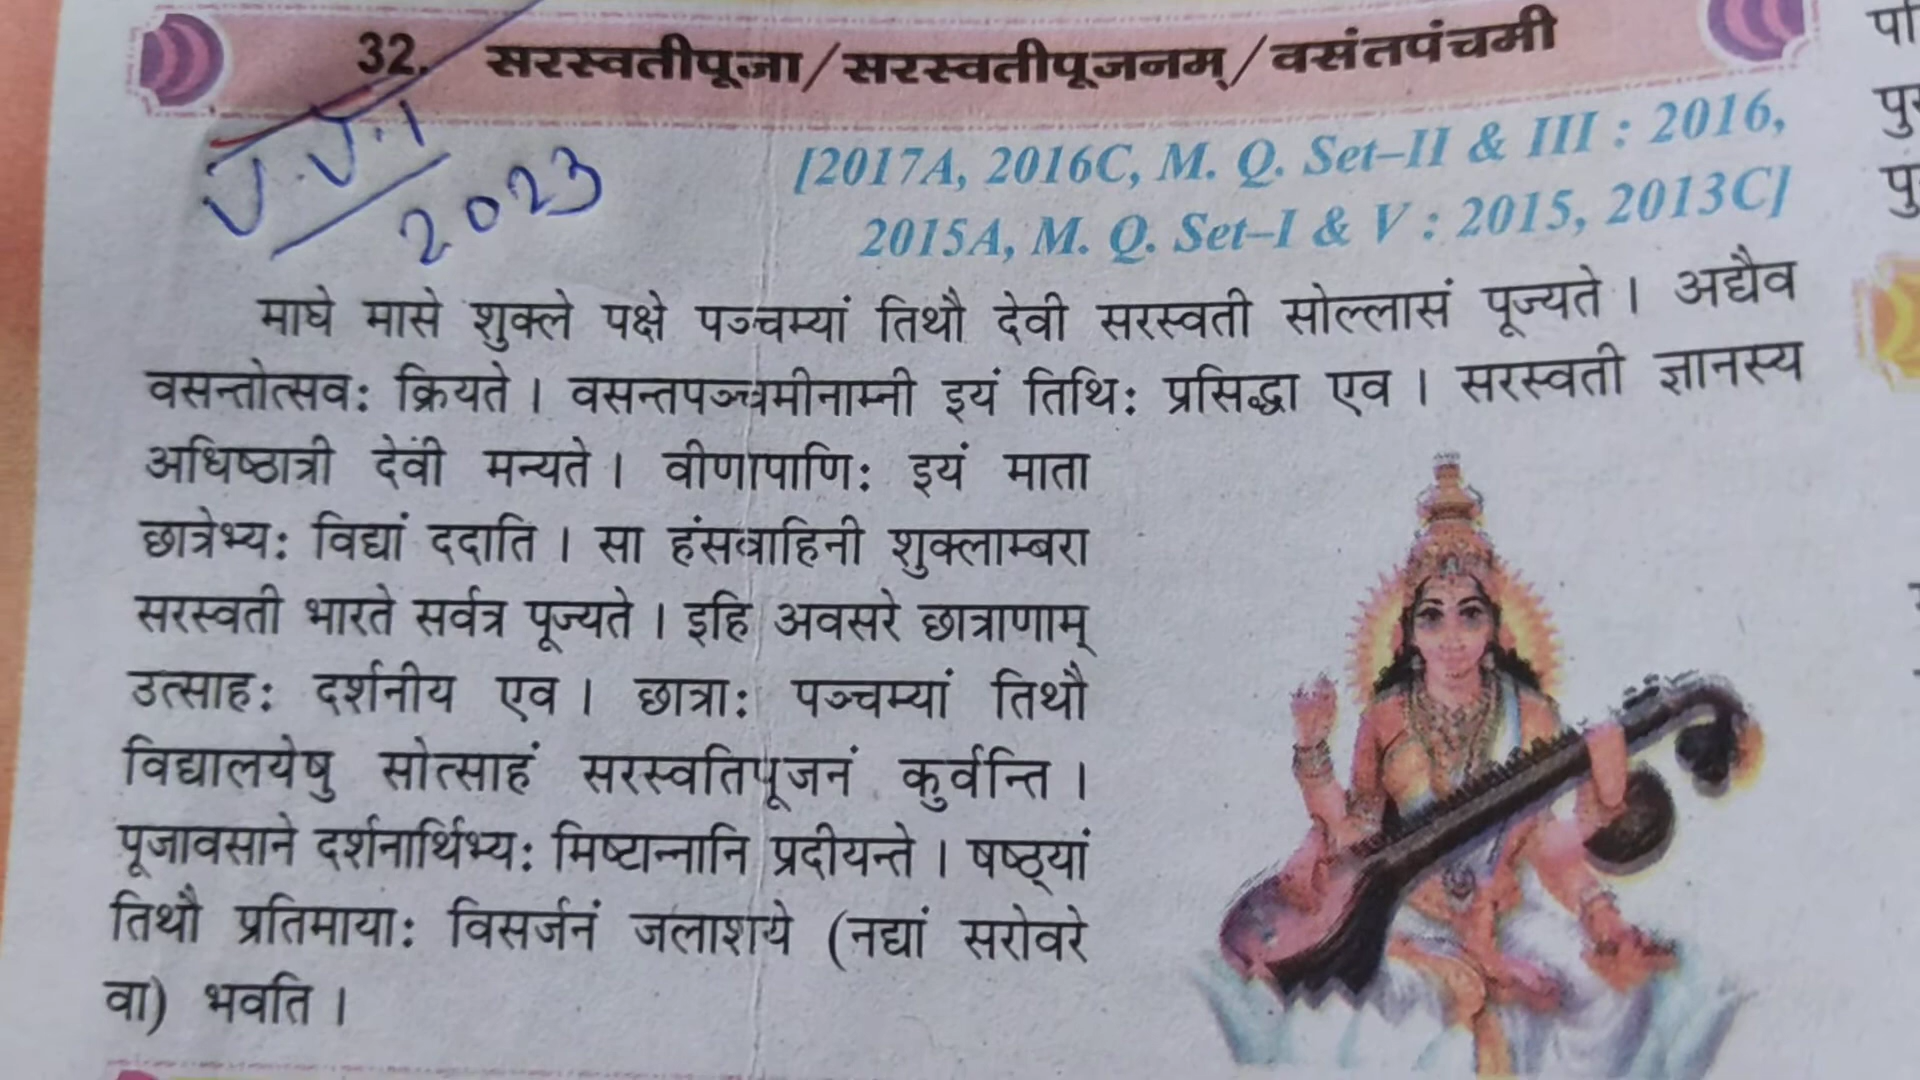 32. सरस्वतीपूजा/सरस्वतीपूजनम्/वसंतपंचमी
V.V.I
2023
[2017A, 2016C, M. Q. Set–II & III : 2016,
2015A, M. Q. Set–I & V : 2015, 2013C]
माघे मासे शुक्ले पक्षे पञ्चम्यां तिथौ देवी सरस्वती सोल्लासं पूज्यते । अद्यैव
वसन्तोत्सवः क्रियते । वसन्तपञ्चमीनाम्नी इयं तिथिः प्रसिद्धा एव । सरस्वती ज्ञानस्य
अधिष्ठात्री देवीं मन्यते । वीणापाणिः इयं माता
छात्रेभ्यः विद्यां ददाति । सा हंसवाहिनी शुक्लाम्बरा
सरस्वती भारते सर्वत्र पूज्यते । इहि अवसरे छात्राणाम्
उत्साहः दर्शनीय एव । छात्राः पञ्चम्यां तिथौ
विद्यालयेषु सोत्साहं सरस्वतिपूजनं कुर्वन्ति ।
पूजावसाने दर्शनार्थिभ्यः मिष्टान्नानि प्रदीयन्ते । षष्ठ्यां
तिथौ प्रतिमायाः विसर्जनं जलाशये (नद्यां सरोवरे
वा) भवति ।